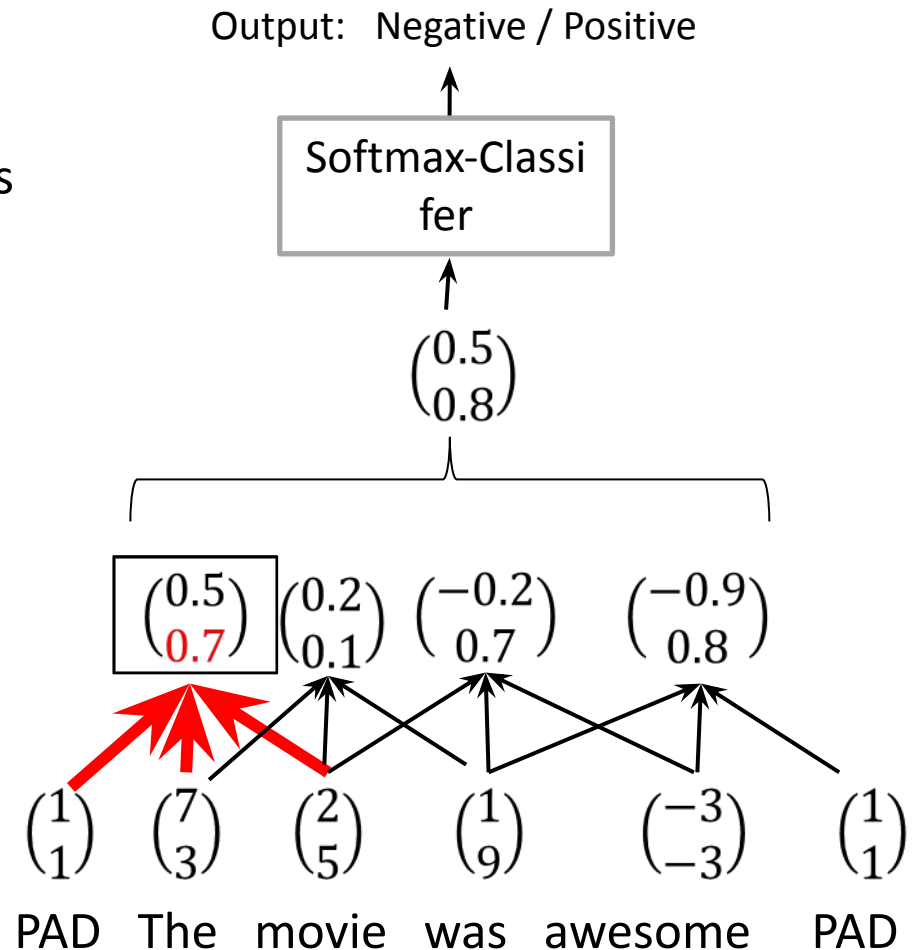 Output: Negative / Positive
s
Softmax-Classi
fer
(0.5
0.8)
(0.5
0.7) (0.2
0.1) (−0.2
0.7) (−0.9
0.8)
(1
1) (7
3) (2
5) (1
9) (−3
−3) (1
1)
PAD The movie was awesome PAD